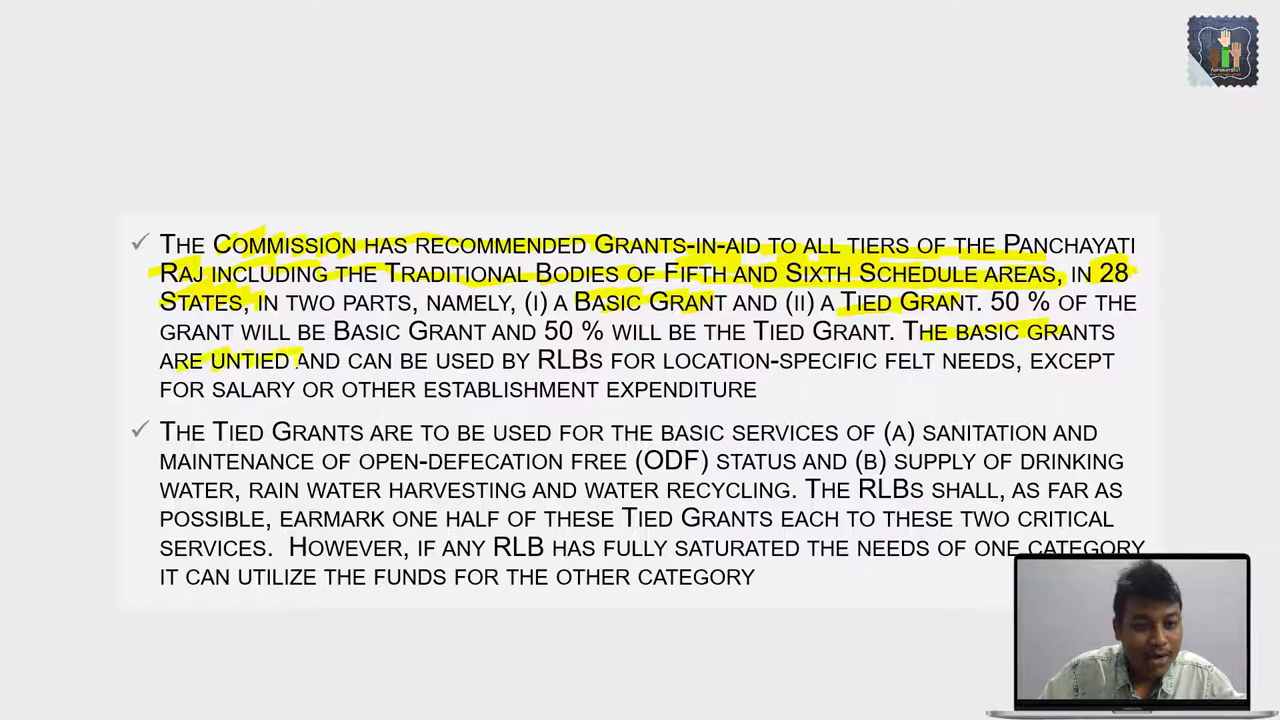 ✓ THE COMMISSION HAS RECOMMENDED GRANTS-IN-AID TO ALL TIERS OF THE PANCHAYATI
RAJ INCLUDING THE TRADITIONAL BODIES OF FIFTH AND SIXTH SCHEDULE AREAS, IN 28
STATES, IN TWO PARTS, NAMELY, (I) A BASIC GRANT AND (II) A TIED GRANT. 50 % OF THE
GRANT WILL BE BASIC GRANT AND 50 % WILL BE THE TIED GRANT. THE BASIC GRANTS
ARE UNTIED AND CAN BE USED BY RLBS FOR LOCATION-SPECIFIC FELT NEEDS, EXCEPT
FOR SALARY OR OTHER ESTABLISHMENT EXPENDITURE
✓ THE TIED GRANTS ARE TO BE USED FOR THE BASIC SERVICES OF (A) SANITATION AND
MAINTENANCE OF OPEN-DEFECATION FREE (ODF) STATUS AND (B) SUPPLY OF DRINKING
WATER, RAIN WATER HARVESTING AND WATER RECYCLING. THE RLBS SHALL, AS FAR AS
POSSIBLE, EARMARK ONE HALF OF THESE TIED GRANTS EACH TO THESE TWO CRITICAL
SERVICES. HOWEVER, IF ANY RLB HAS FULLY SATURATED THE NEEDS OF ONE CATEGORY
IT CAN UTILIZE THE FUNDS FOR THE OTHER CATEGORY